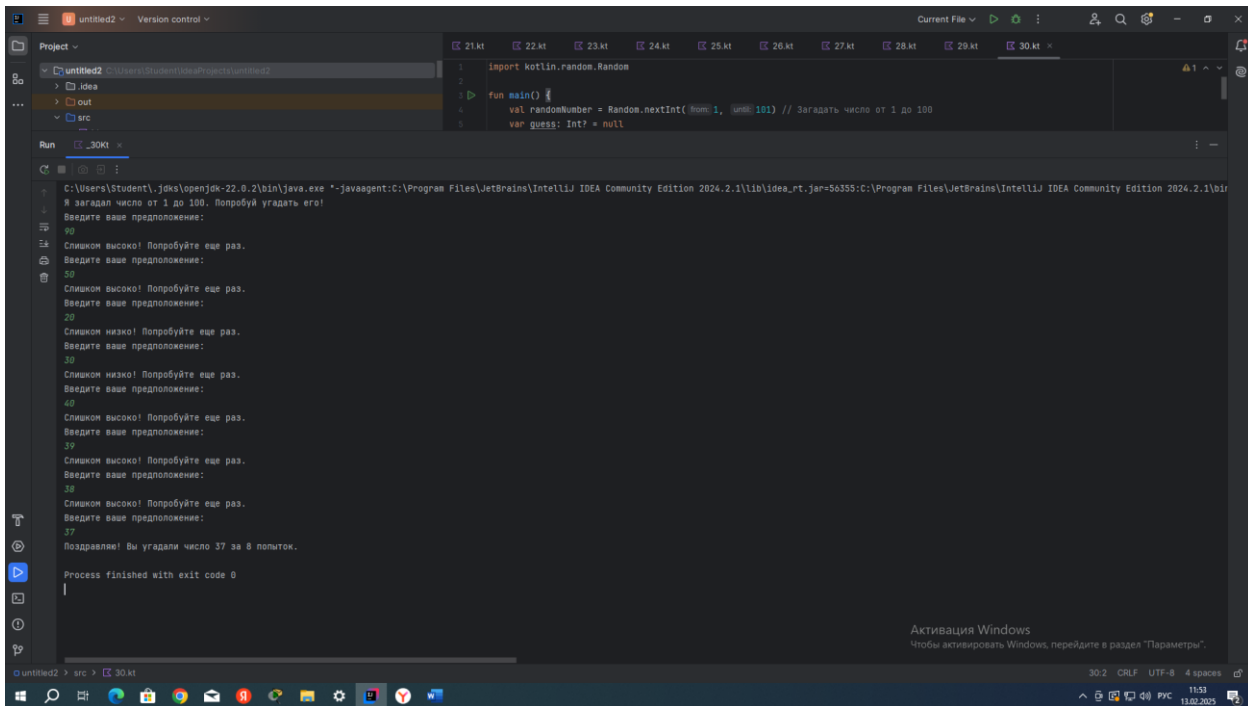 untitled2 Version control Current File
Project 21.kt 22.kt 23.kt 24.kt 25.kt 26.kt 27.kt 28.kt 29.kt 30.kt
untitled2 C:\Users\Student\IdeaProjects\untitled2
.idea
out
src
1 import kotlin.random.Random
2
3 fun main() {
4 val randomNumber = Random.nextInt( from: 1, until: 101) // Загадать число от 1 до 100
5 var guess: Int? = null
1
Run _30Kt
C:\Users\Student\.jdks\openjdk-22.0.2\bin\java.exe "-javaagent:C:\Program Files\JetBrains\IntelliJ IDEA Community Edition 2024.2.1\lib\idea_rt.jar=56355:C:\Program Files\JetBrains\IntelliJ IDEA Community Edition 2024.2.1\bin
Я загадал число от 1 до 100. Попробуй угадать его!
Введите ваше предположение:
90
Слишком высоко! Попробуйте еще раз.
Введите ваше предположение:
50
Слишком высоко! Попробуйте еще раз.
Введите ваше предположение:
20
Слишком низко! Попробуйте еще раз.
Введите ваше предположение:
30
Слишком низко! Попробуйте еще раз.
Введите ваше предположение:
40
Слишком высоко! Попробуйте еще раз.
Введите ваше предположение:
39
Слишком высоко! Попробуйте еще раз.
Введите ваше предположение:
38
Слишком высоко! Попробуйте еще раз.
Введите ваше предположение:
37
Поздравляю! Вы угадали число 37 за 8 попыток.
Process finished with exit code 0
Активация Windows
Чтобы активировать Windows, перейдите в раздел "Параметры".
untitled2 > src > 30.kt 30:2 CRLF UTF-8 4 spaces
РУС 11:53
13.02.2025